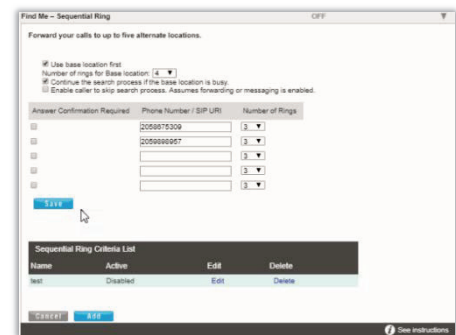 Find Me – Sequential Ring OFF
Forward your calls to up to five alternate locations.
Use base location first
Number of rings for Base location: 4
Continue the search process if the base location is busy.
Enable caller to skip search process. Assumes forwarding or messaging is enabled.
Answer Confirmation Required Phone Number / SIP URI Number of Rings
2058675309 3
2059898957 3
3
3
3
Save
Sequential Ring Criteria List
Name Active Edit Delete
test Disabled Edit Delete
Cancel Add
See instructions